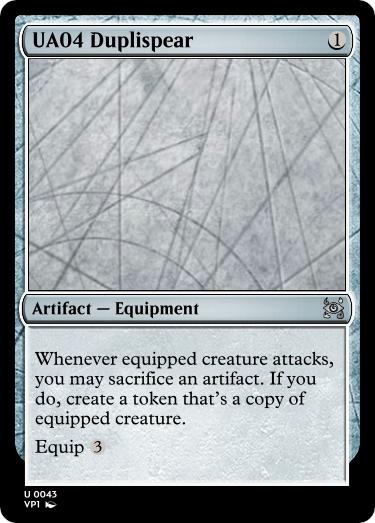 UA04 Duplispear 1
Artifact — Equipment
Whenever equipped creature attacks,
you may sacrifice an artifact. If you
do, create a token that's a copy of
equipped creature.
Equip 3
U 0043
VP1